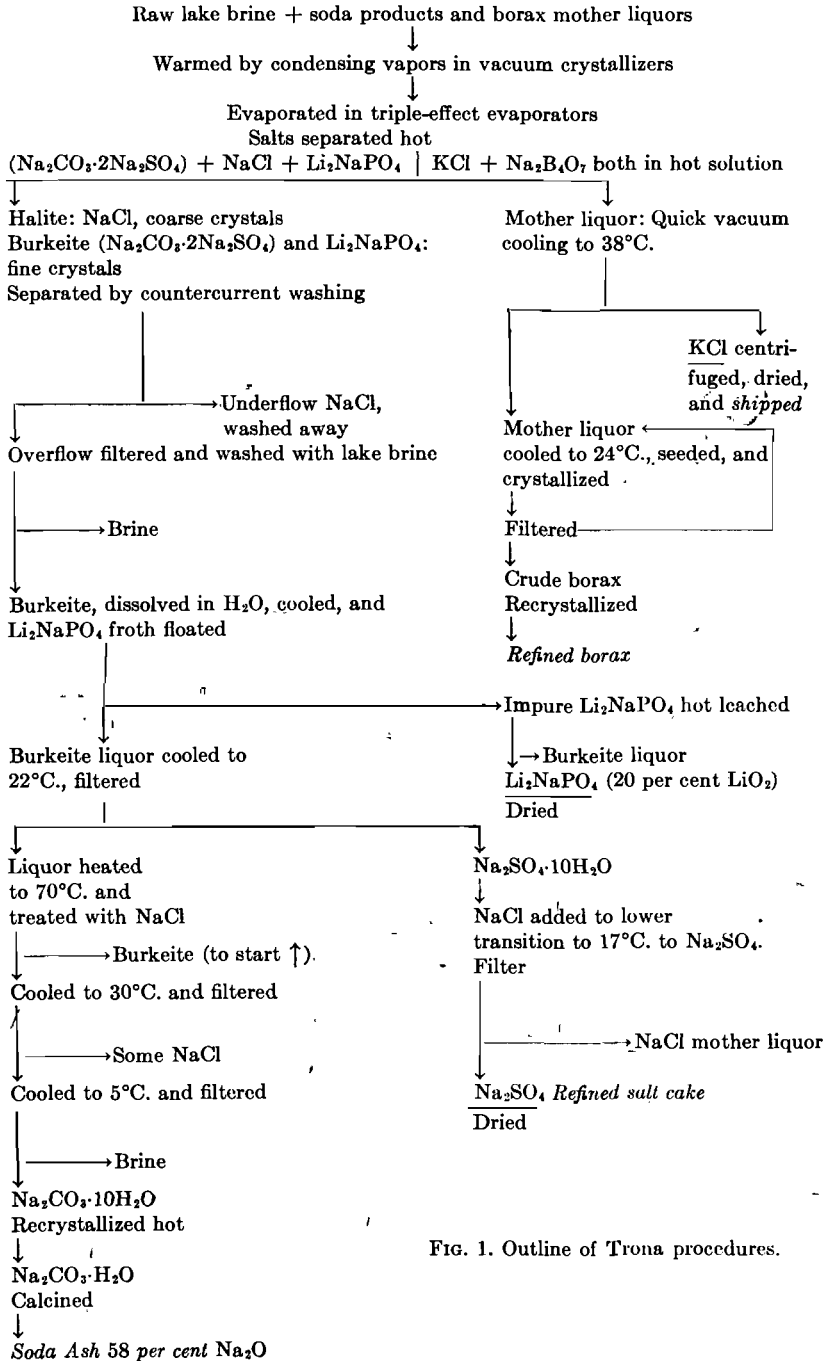 Raw lake brine + soda products and borax mother liquors
↓
Warmed by condensing vapors in vacuum crystallizers
↓
Evaporated in triple-effect evaporators
Salts separated hot
(Na₂CO₃·2Na₂SO₄) + NaCl + Li₂NaPO₄ | KCl + Na₂B₄O₇ both in hot solution
Halite: NaCl, coarse crystals
Burkeite (Na₂CO₃·2Na₂SO₄) and Li₂NaPO₄:
fine crystals
Separated by countercurrent washing
Mother liquor: Quick vacuum
cooling to 38°C.
KCl centri-
fuged, dried,
and shipped
Underflow NaCl,
washed away
Overflow filtered and washed with lake brine
Mother liquor
cooled to 24°C., seeded, and
crystallized
Brine
Filtered
Crude borax
Recrystallized
Refined borax
Burkeite, dissolved in H₂O, cooled, and
Li₂NaPO₄ froth floated
Impure Li₂NaPO₄ hot leached
Burkeite liquor
Li₂NaPO₄ (20 per cent LiO₂)
Dried
Burkeite liquor cooled to
22°C., filtered
Liquor heated
to 70°C. and
treated with NaCl
Burkeite (to start ↑).
Cooled to 30°C. and filtered
Some NaCl
Cooled to 5°C. and filtered
Brine
Na₂CO₃·10H₂O
Recrystallized hot
Na₂CO₃·H₂O
Calcined
Soda Ash 58 per cent Na₂O
Na₂SO₄·10H₂O
NaCl added to lower
transition to 17°C. to Na₂SO₄.
Filter
NaCl mother liquor
Na₂SO₄ Refined salt cake
Dried
FIG. 1. Outline of Trona procedures.